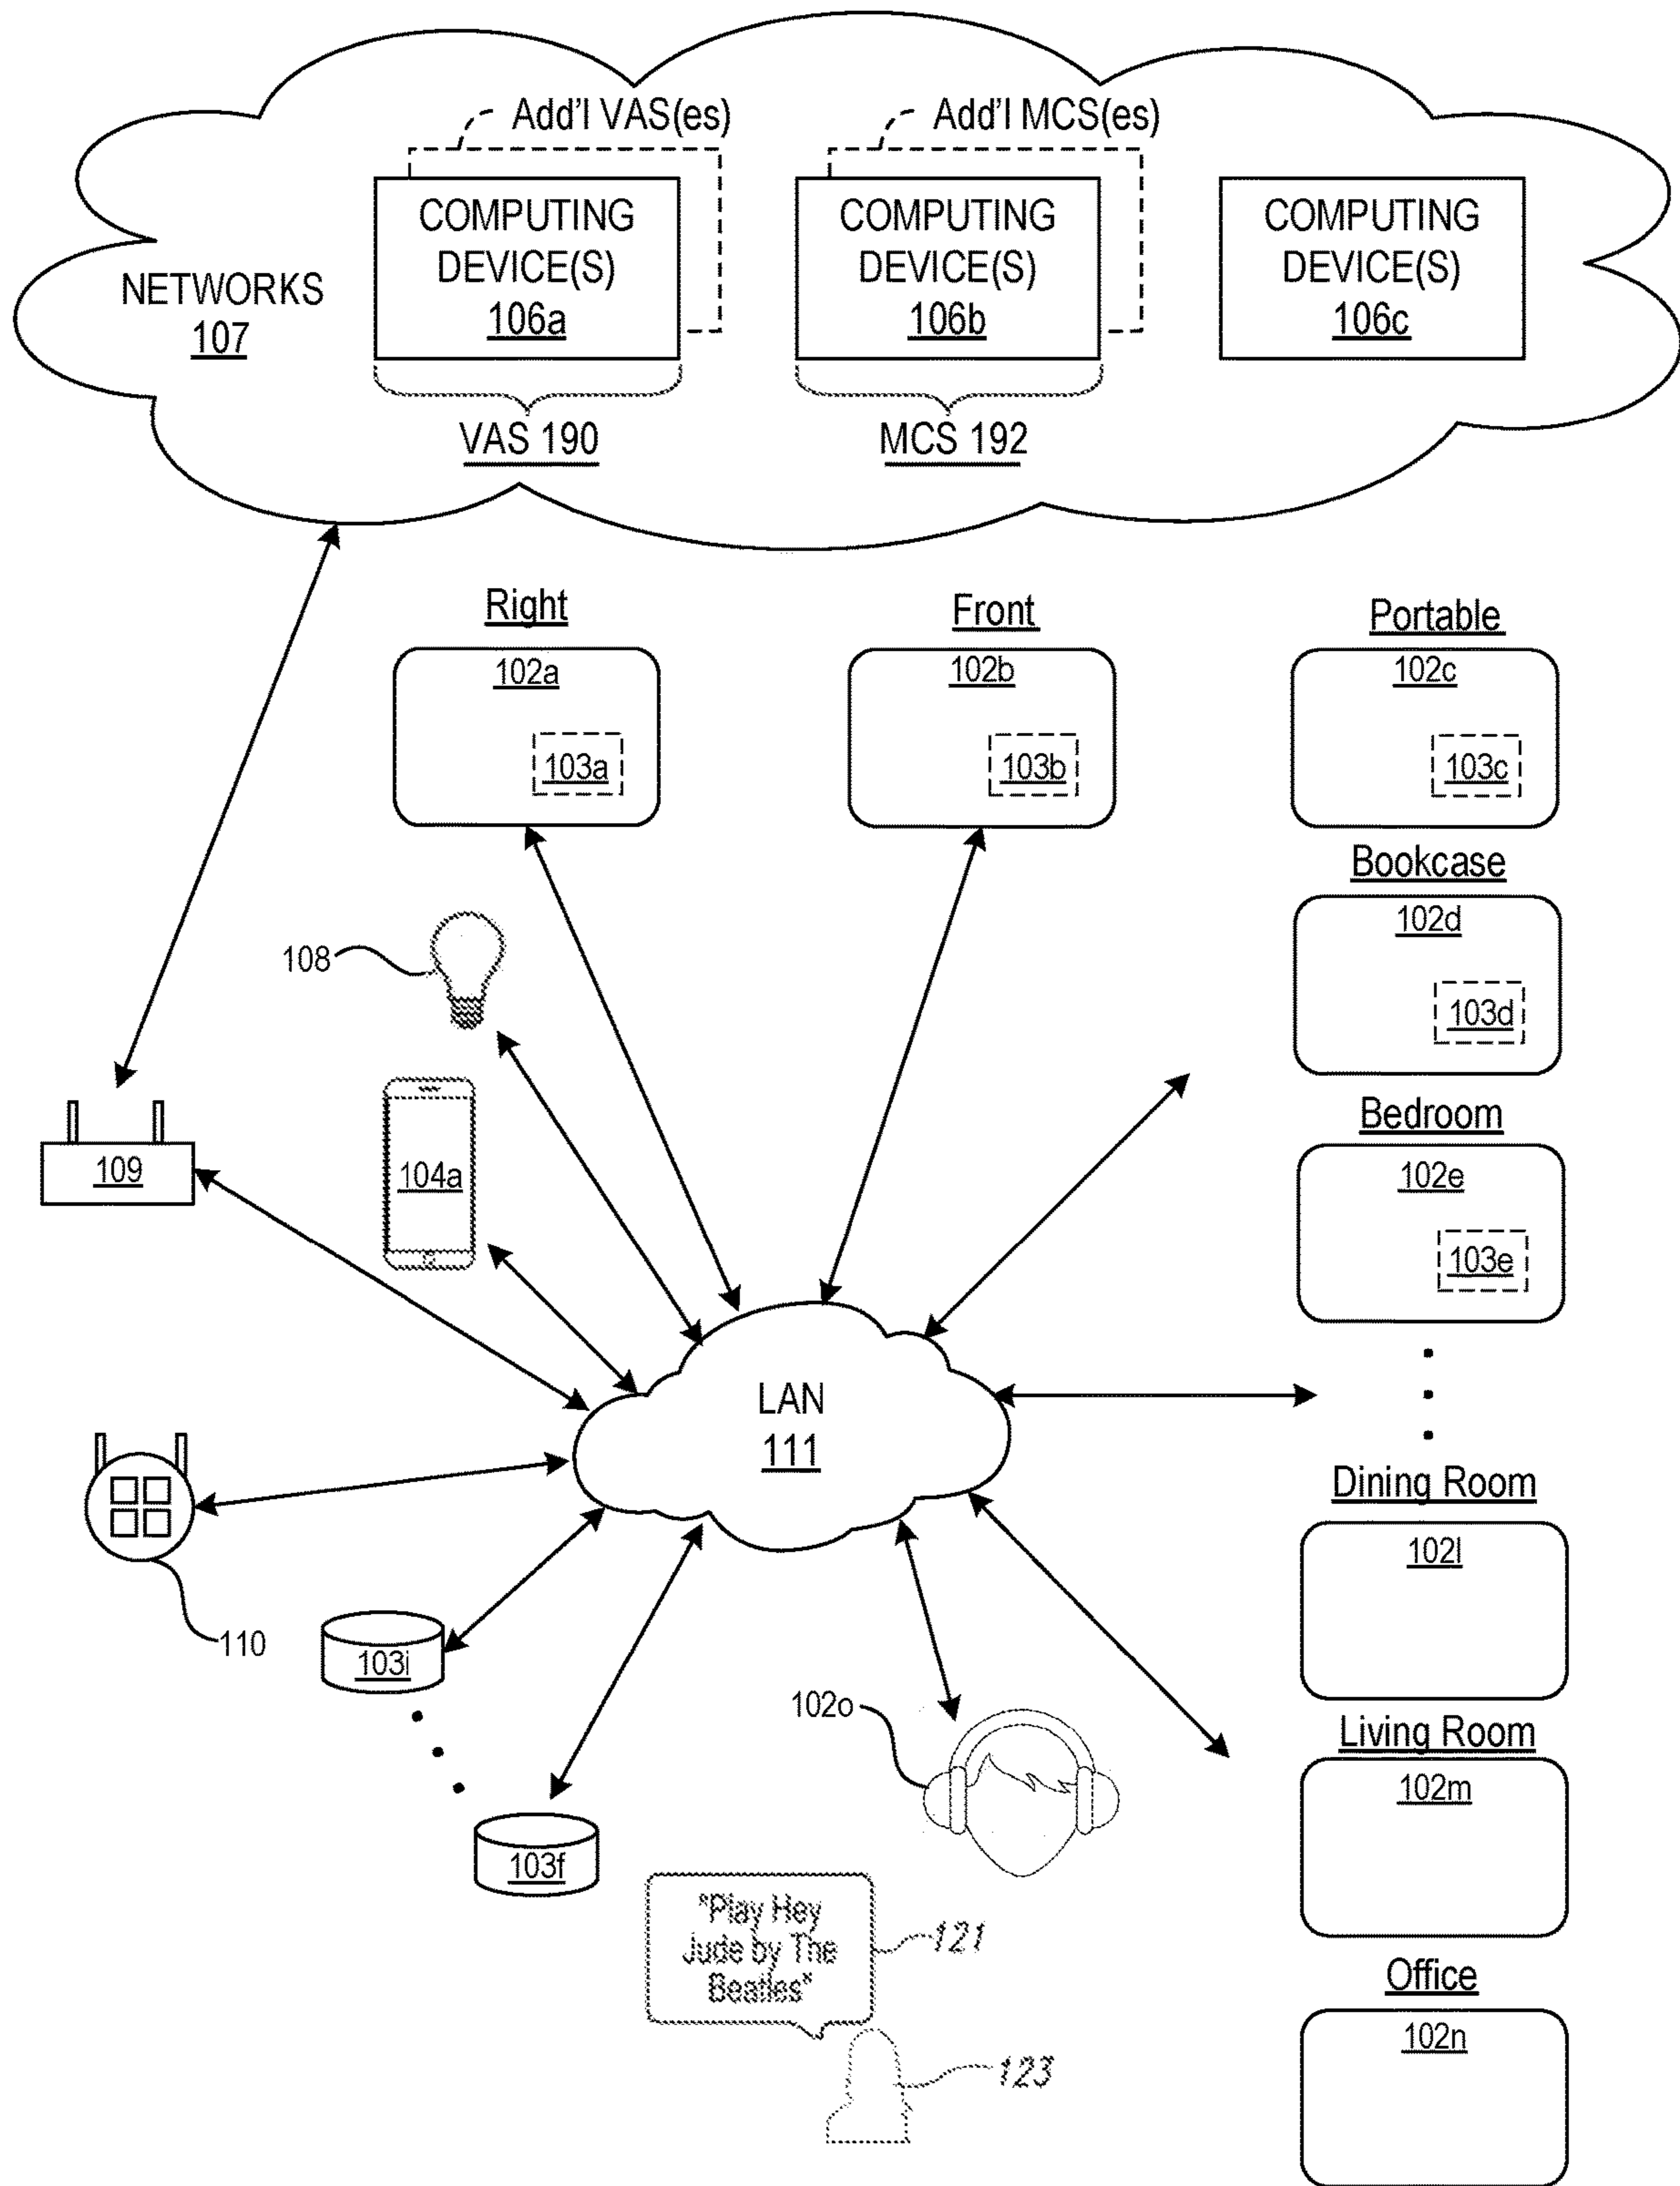 Add'l VAS(es)
Add'l MCS(es)
COMPUTING
DEVICE(S)
106a
COMPUTING
DEVICE(S)
106b
COMPUTING
DEVICE(S)
106c
NETWORKS
107
VAS 190
MCS 192
Right
102a
103a
Front
102b
103b
Portable
102c
103c
Bookcase
102d
103d
Bedroom
102e
103e
108
104a
109
LAN
111
110
103i
103f
102o
Dining Room
102l
Living Room
102m
Office
102n
"Play Hey
Jude by The
Beatles"
121
123